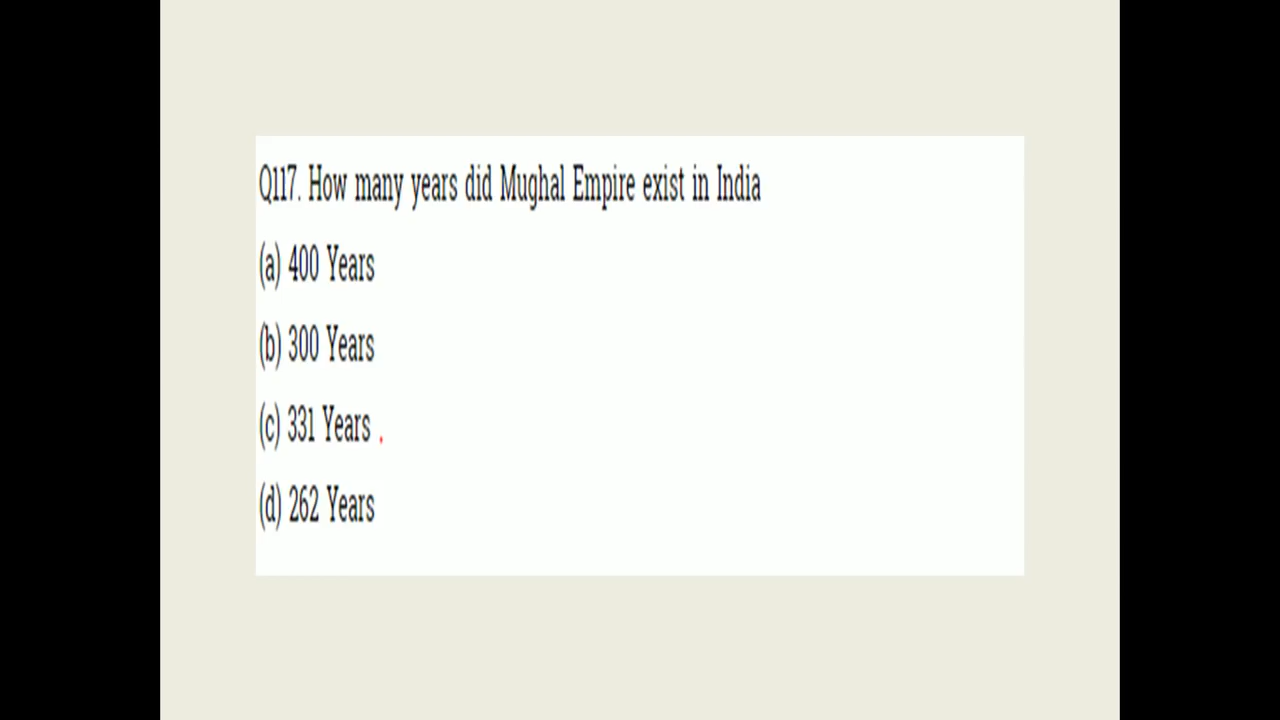 Q117. How many years did Mughal Empire exist in India
(a) 400 Years
(b) 300 Years
(c) 331 Years .
(d) 262 Years